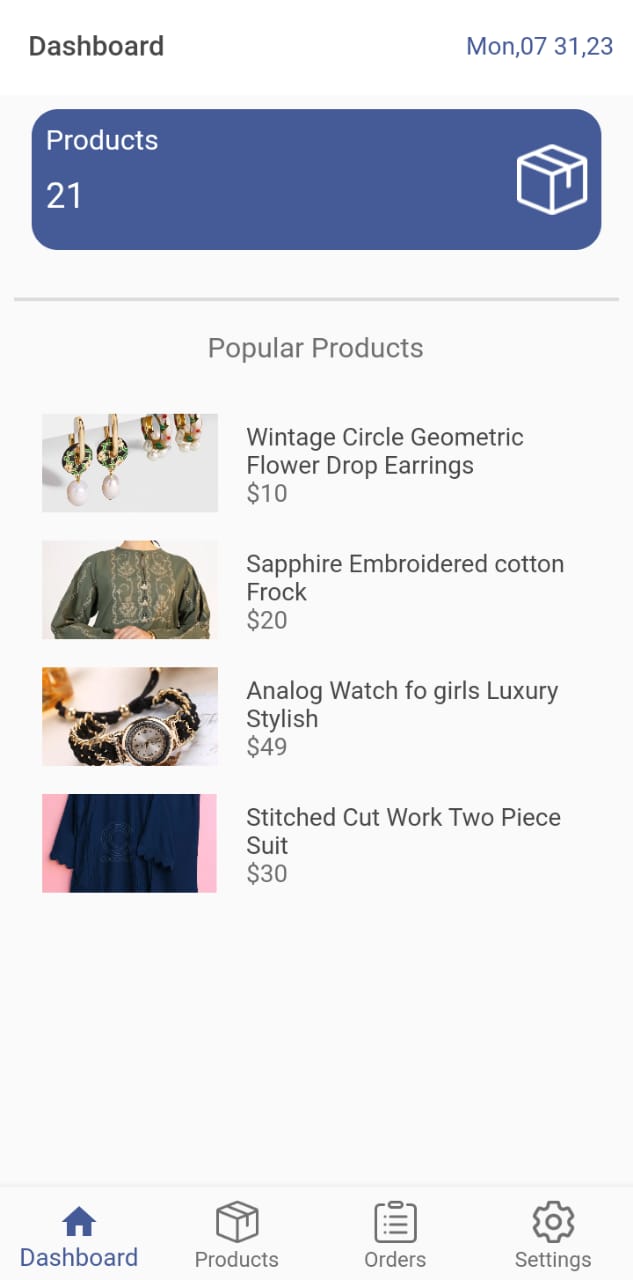 Dashboard
Mon,07 31,23
Products
21
Popular Products
Wintage Circle Geometric
Flower Drop Earrings
$10
Sapphire Embroidered cotton
Frock
$20
Analog Watch fo girls Luxury
Stylish
$49
Stitched Cut Work Two Piece
Suit
$30
Dashboard
Products
Orders
Settings